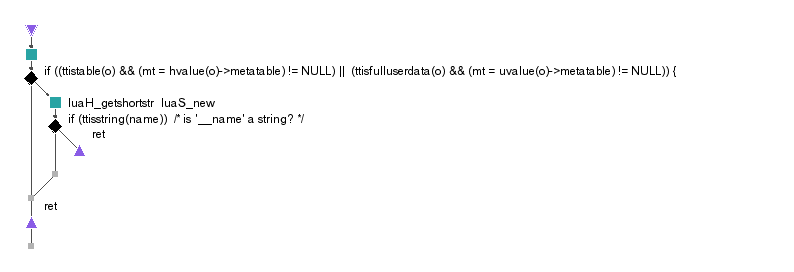 if ((ttistable(o) && (mt = hvalue(o)->metatable) != NULL) || (ttisfulluserdata(o) && (mt = uvalue(o)->metatable) != NULL)) {
luaH_getshortstr luaS_new
if (ttisstring(name)) /* is '__name' a string? */
ret
ret